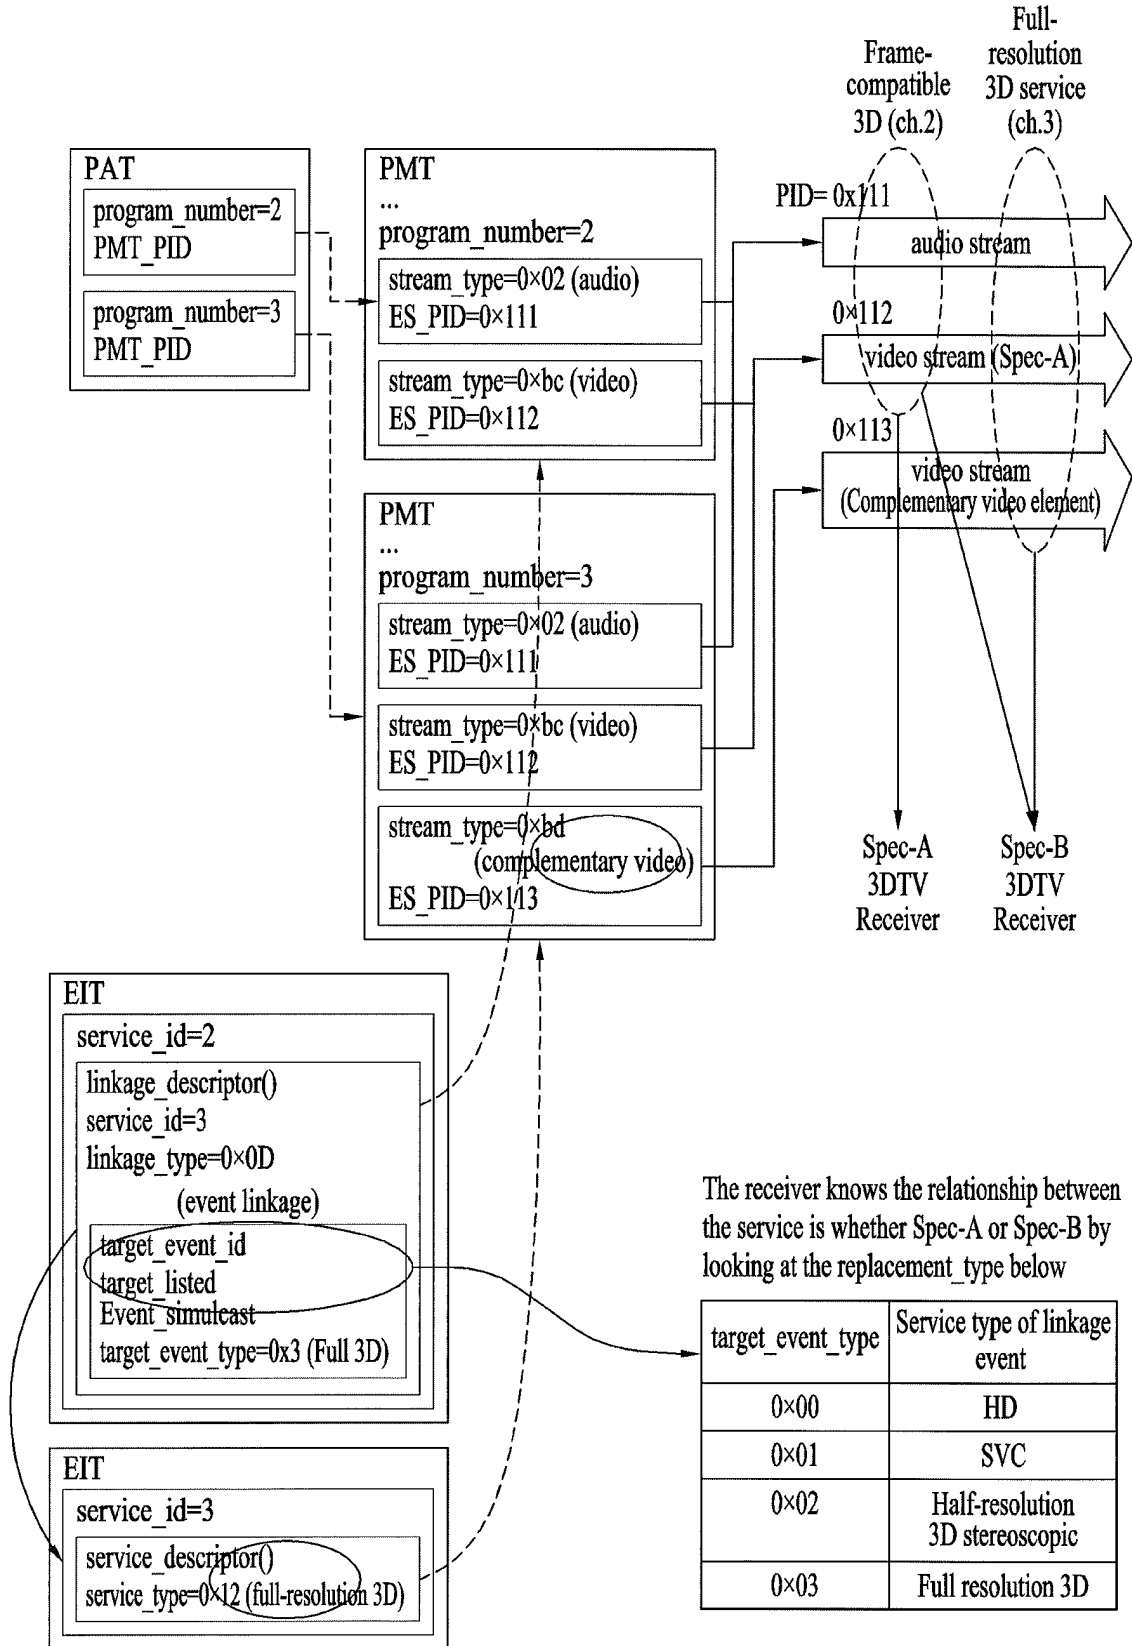 Frame-
compatible
3D (ch.2)
Full-
resolution
3D service
(ch.3)
PAT
program_number=2
PMT_PID
program_number=3
PMT_PID
PMT
...
program_number=2
stream_type=0×02 (audio)
ES_PID=0×111
stream_type=0×bc (video)
ES_PID=0×112
PMT
...
program_number=3
stream_type=0×02 (audio)
ES_PID=0×111
stream_type=0×bc (video)
ES_PID=0×112
stream_type=0×bd
(complementary video)
ES_PID=0×113
PID= 0x111
audio stream
0×112
video stream (Spec-A)
0×113
video stream
(Complementary video element)
Spec-A
3DTV
Receiver
Spec-B
3DTV
Receiver
EIT
service_id=2
linkage_descriptor()
service_id=3
linkage_type=0×0D
(event linkage)
target_event_id
target_listed
Event_simulcast
target_event_type=0x3 (Full 3D)
EIT
service_id=3
service_descriptor()
service_type=0×12 (full-resolution 3D)
The receiver knows the relationship between
the service is whether Spec-A or Spec-B by
looking at the replacement_type below
target_event_type
Service type of linkage
event
0×00
HD
0×01
SVC
0×02
Half-resolution
3D stereoscopic
0×03
Full resolution 3D